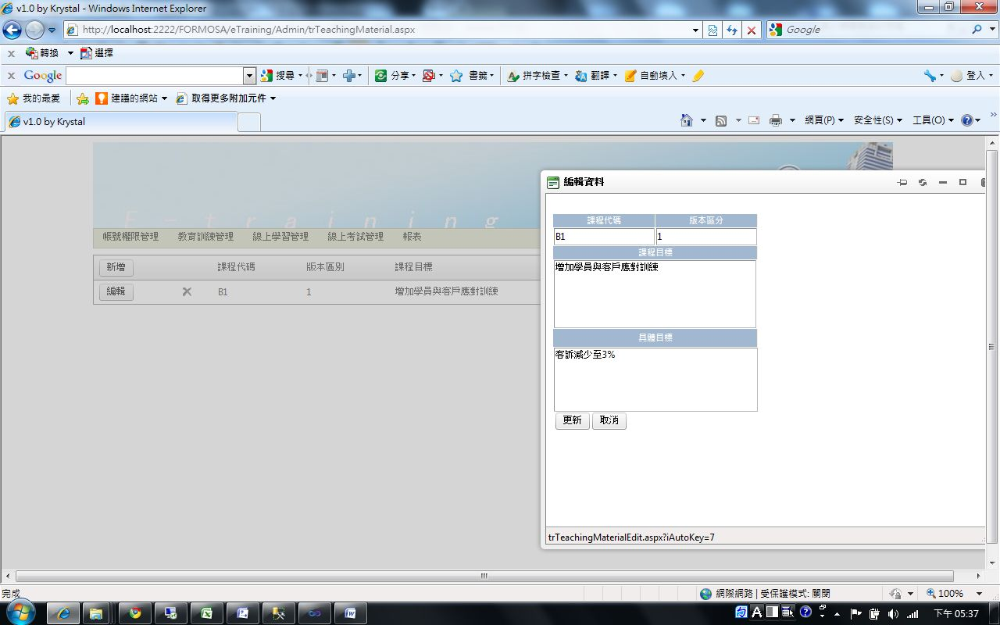 v1.0 by Krystal - Windows Internet Explorer
http://localhost:2222/FORMOSA/eTraining/Admin/trTeachingMaterial.aspx
Google
轉換 選擇
Google 搜尋 分享 書籤 拼字檢查 翻譯 自動填入 登入
我的最愛 建議的網站 取得更多附加元件
v1.0 by Krystal 網頁(P) 安全性(S) 工具(O)
E-training
帳號權限管理 教育訓練管理 線上學習管理 線上考試管理 報表
新增 課程代碼 版本區別 課程目標
編輯 B1 1 增加學員與客戶應對訓練
編輯資料
課程代碼 版本區分
B1 1
課程目標
增加學員與客戶應對訓練
具體目標
客訴減少至3%
更新 取消
trTeachingMaterialEdit.aspx?iAutoKey=7
完成 網際網路 | 受保護模式: 關閉 100%
下午 05:37